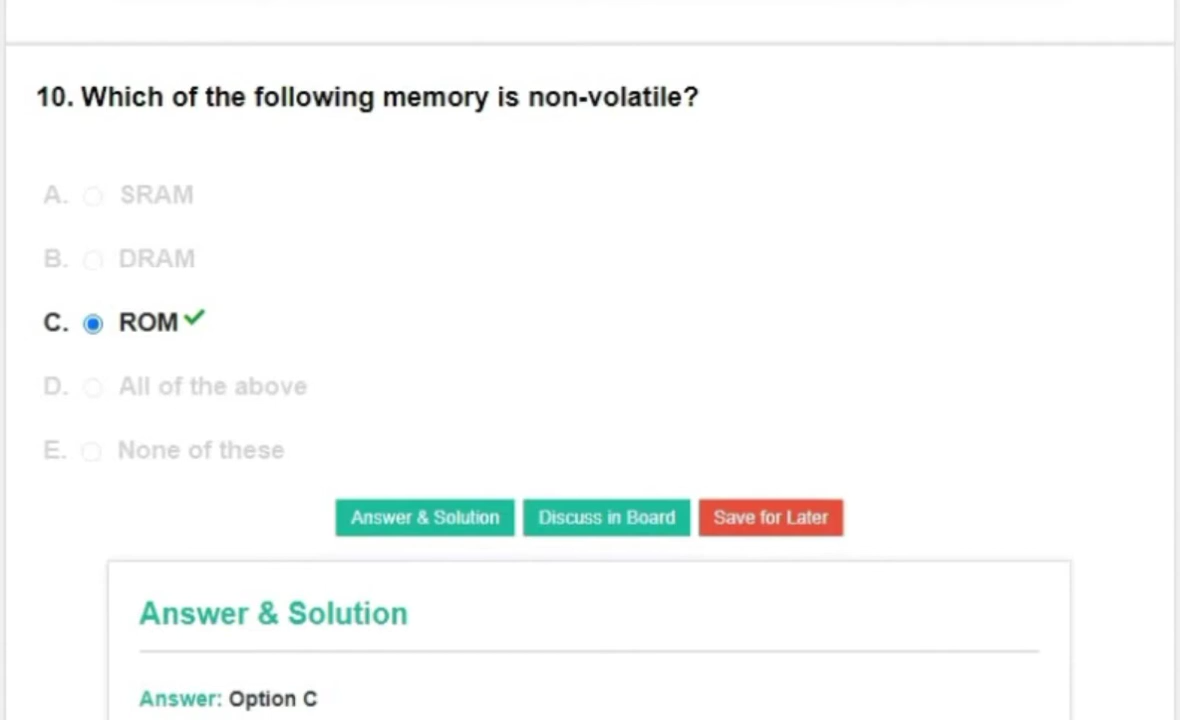 10. Which of the following memory is non-volatile?
A. SRAM
B. DRAM
C. ROM
D. All of the above
E. None of these
Answer & Solution Discuss in Board Save for Later
Answer & Solution
Answer: Option C